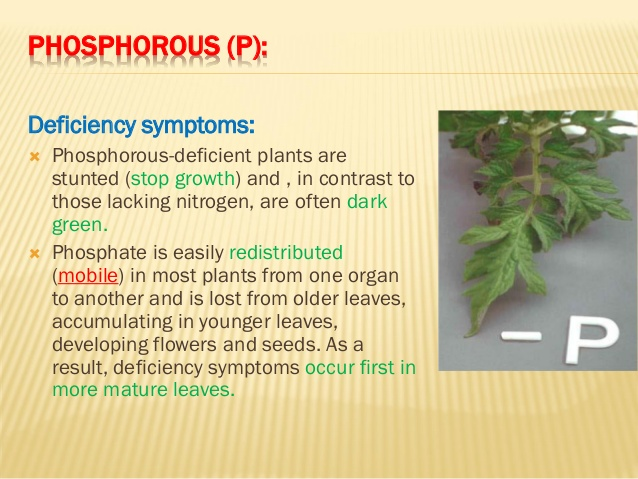 PHOSPHOROUS (P):
Deficiency symptoms:
Phosphorous-deficient plants are
stunted (stop growth) and , in contrast to
those lacking nitrogen, are often dark
green.
Phosphate is easily redistributed
(mobile) in most plants from one organ
to another and is lost from older leaves,
accumulating in younger leaves,
developing flowers and seeds. As a
result, deficiency symptoms occur first in
more mature leaves.
– P